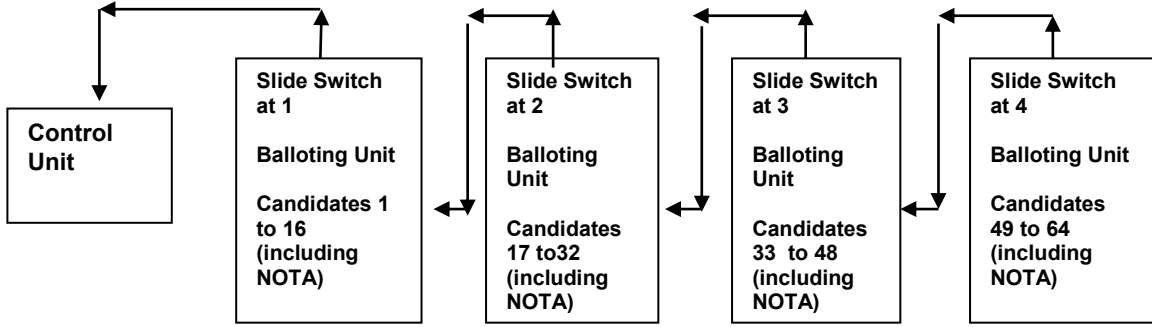 Control
Unit
Slide Switch
at 1
Balloting Unit
Candidates 1
to 16
(including
NOTA)
Slide Switch
at 2
Balloting
Unit
Candidates
17 to32
(including
NOTA)
Slide Switch
at 3
Balloting
Unit
Candidates
33 to 48
(including
NOTA)
Slide Switch
at 4
Balloting Unit
Candidates
49 to 64
(including
NOTA)